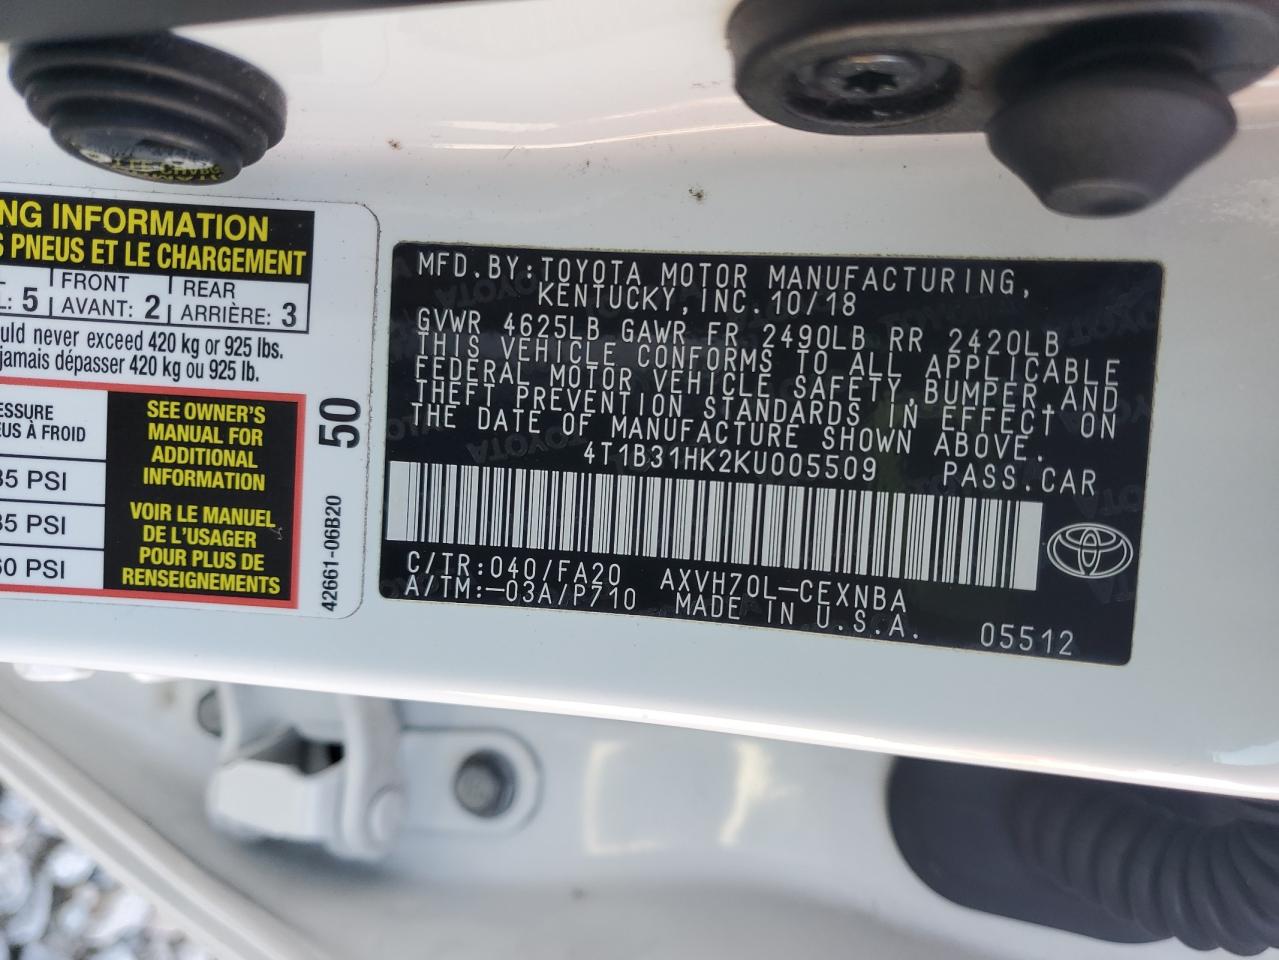 NG INFORMATION
S PNEUS ET LE CHARGEMENT
L: 5 FRONT AVANT: 2 REAR ARRIÈRE: 3
uld never exceed 420 kg or 925 lbs.
jamais dépasser 420 kg ou 925 lb.
ESSURE
EUS À FROID
35 PSI
35 PSI
60 PSI
SEE OWNER'S
MANUAL FOR
ADDITIONAL
INFORMATION
VOIR LE MANUEL
DE L'USAGER
POUR PLUS DE
RENSEIGNEMENTS
50
42661-06B20
MFD.BY:TOYOTA MOTOR MANUFACTURING,
KENTUCKY,INC.10/18
GVWR 4625LB GAWR FR 2490LB RR 2420LB
THIS VEHICLE CONFORMS TO ALL APPLICABLE
FEDERAL MOTOR VEHICLE SAFETY,BUMPER,AND
THEFT PREVENTION STANDARDS IN EFFECT ON
THE DATE OF MANUFACTURE SHOWN ABOVE.
4T1B31HK2KU005509 PASS.CAR
C/TR:040/FA20 AXVH70L-CEXNBA
A/TM:-03A/P710 MADE IN U.S.A. 05512